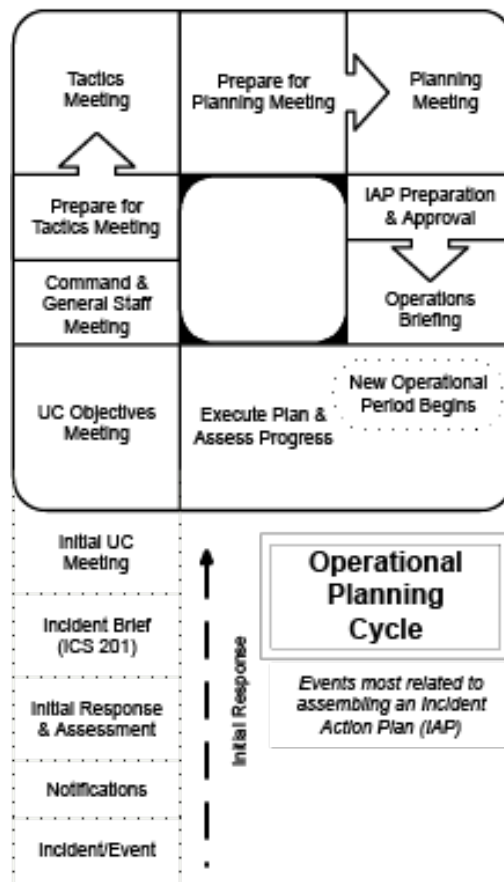 Tactics
Meeting
Prepare for
Planning Meeting
Planning
Meeting
Prepare for
Tactics Meeting
IAP Preparation
& Approval
Command &
General Staff
Meeting
Operations
Briefing
UC Objectives
Meeting
Execute Plan &
Assess Progress
New Operational
Period Begins
Initial UC
Meeting
Incident Brief
(ICS 201)
Initial Response
& Assessment
Notifications
Incident/Event
Initial Response
Operational
Planning
Cycle
Events most related to
assembling an Incident
Action Plan (IAP)